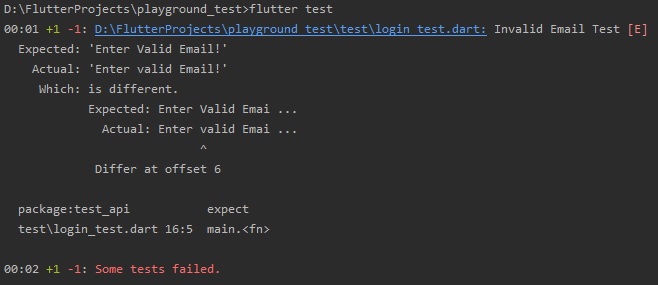 D:\FlutterProjects\playground_test>flutter test
00:01 +1 -1: D:\FlutterProjects\playground_test\test\login_test.dart: Invalid Email Test [E]
Expected: 'Enter Valid Email!'
Actual: 'Enter valid Email!'
Which: is different.
Expected: Enter Valid Emai ...
Actual: Enter valid Emai ...
^
Differ at offset 6
package:test_api expect
test\login_test.dart 16:5 main.<fn>
00:02 +1 -1: Some tests failed.